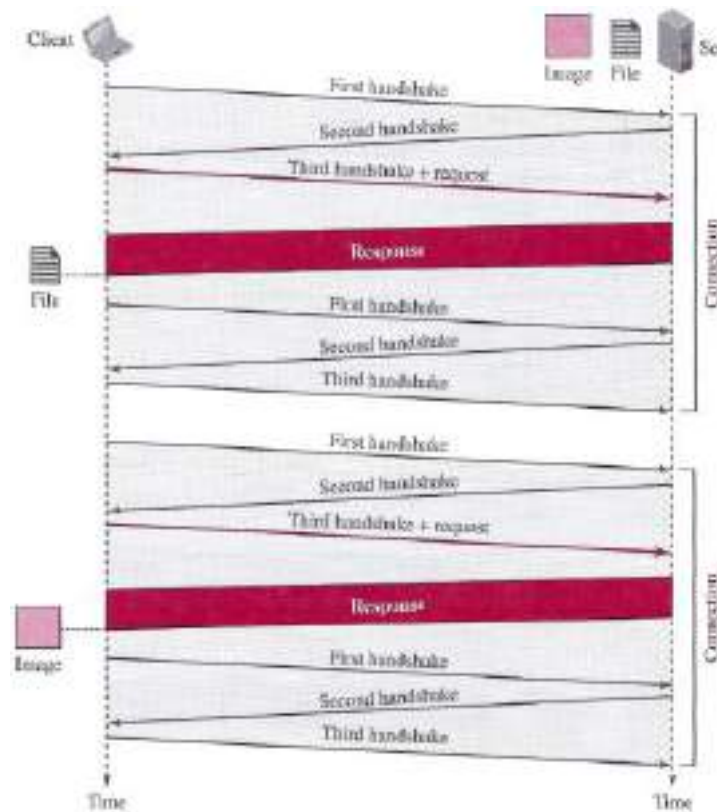 Client
Image File
First handshake
Second handshake
Third handshake + request
Response
File
Connection
First handshake
Second handshake
Third handshake
First handshake
Second handshake
Third handshake + request
Response
Image
Connection
First handshake
Second handshake
Third handshake
Time Time